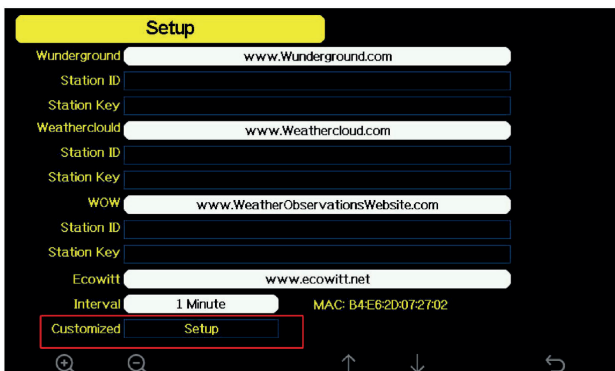 Setup
Wunderground www.Wunderground.com
Station ID
Station Key
Weatherclould www.Weathercloud.com
Station ID
Station Key
WOW www.WeatherObservationsWebsite.com
Station ID
Station Key
Ecowitt www.ecowitt.net
Interval 1 Minute MAC: B4:E6:2D:07:27:02
Customized Setup